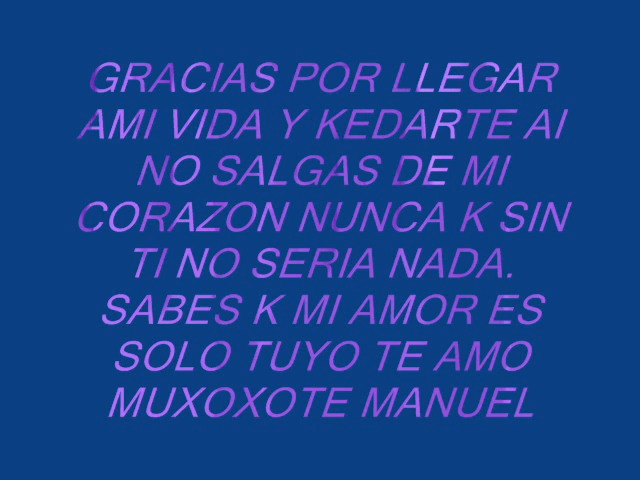 GRACIAS POR LLEGAR
AMI VIDA Y KEDARTE AI
NO SALGAS DE MI
CORAZON NUNCA K SIN
TI NO SERIA NADA.
SABES K MI AMOR ES
SOLO TUYO TE AMO
MUXOXOTE MANUEL